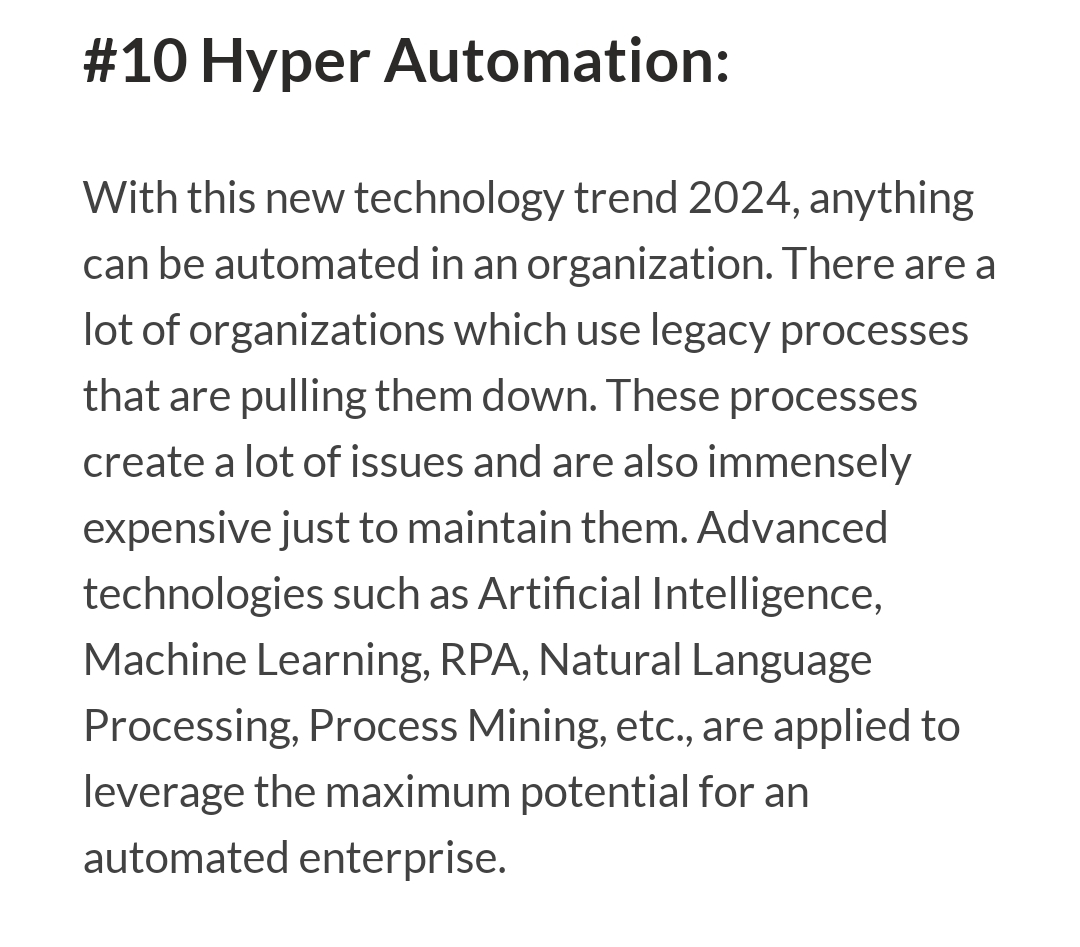 #10 Hyper Automation:
With this new technology trend 2024, anything
can be automated in an organization. There are a
lot of organizations which use legacy processes
that are pulling them down. These processes
create a lot of issues and are also immensely
expensive just to maintain them. Advanced
technologies such as Artificial Intelligence,
Machine Learning, RPA, Natural Language
Processing, Process Mining, etc., are applied to
leverage the maximum potential for an
automated enterprise.